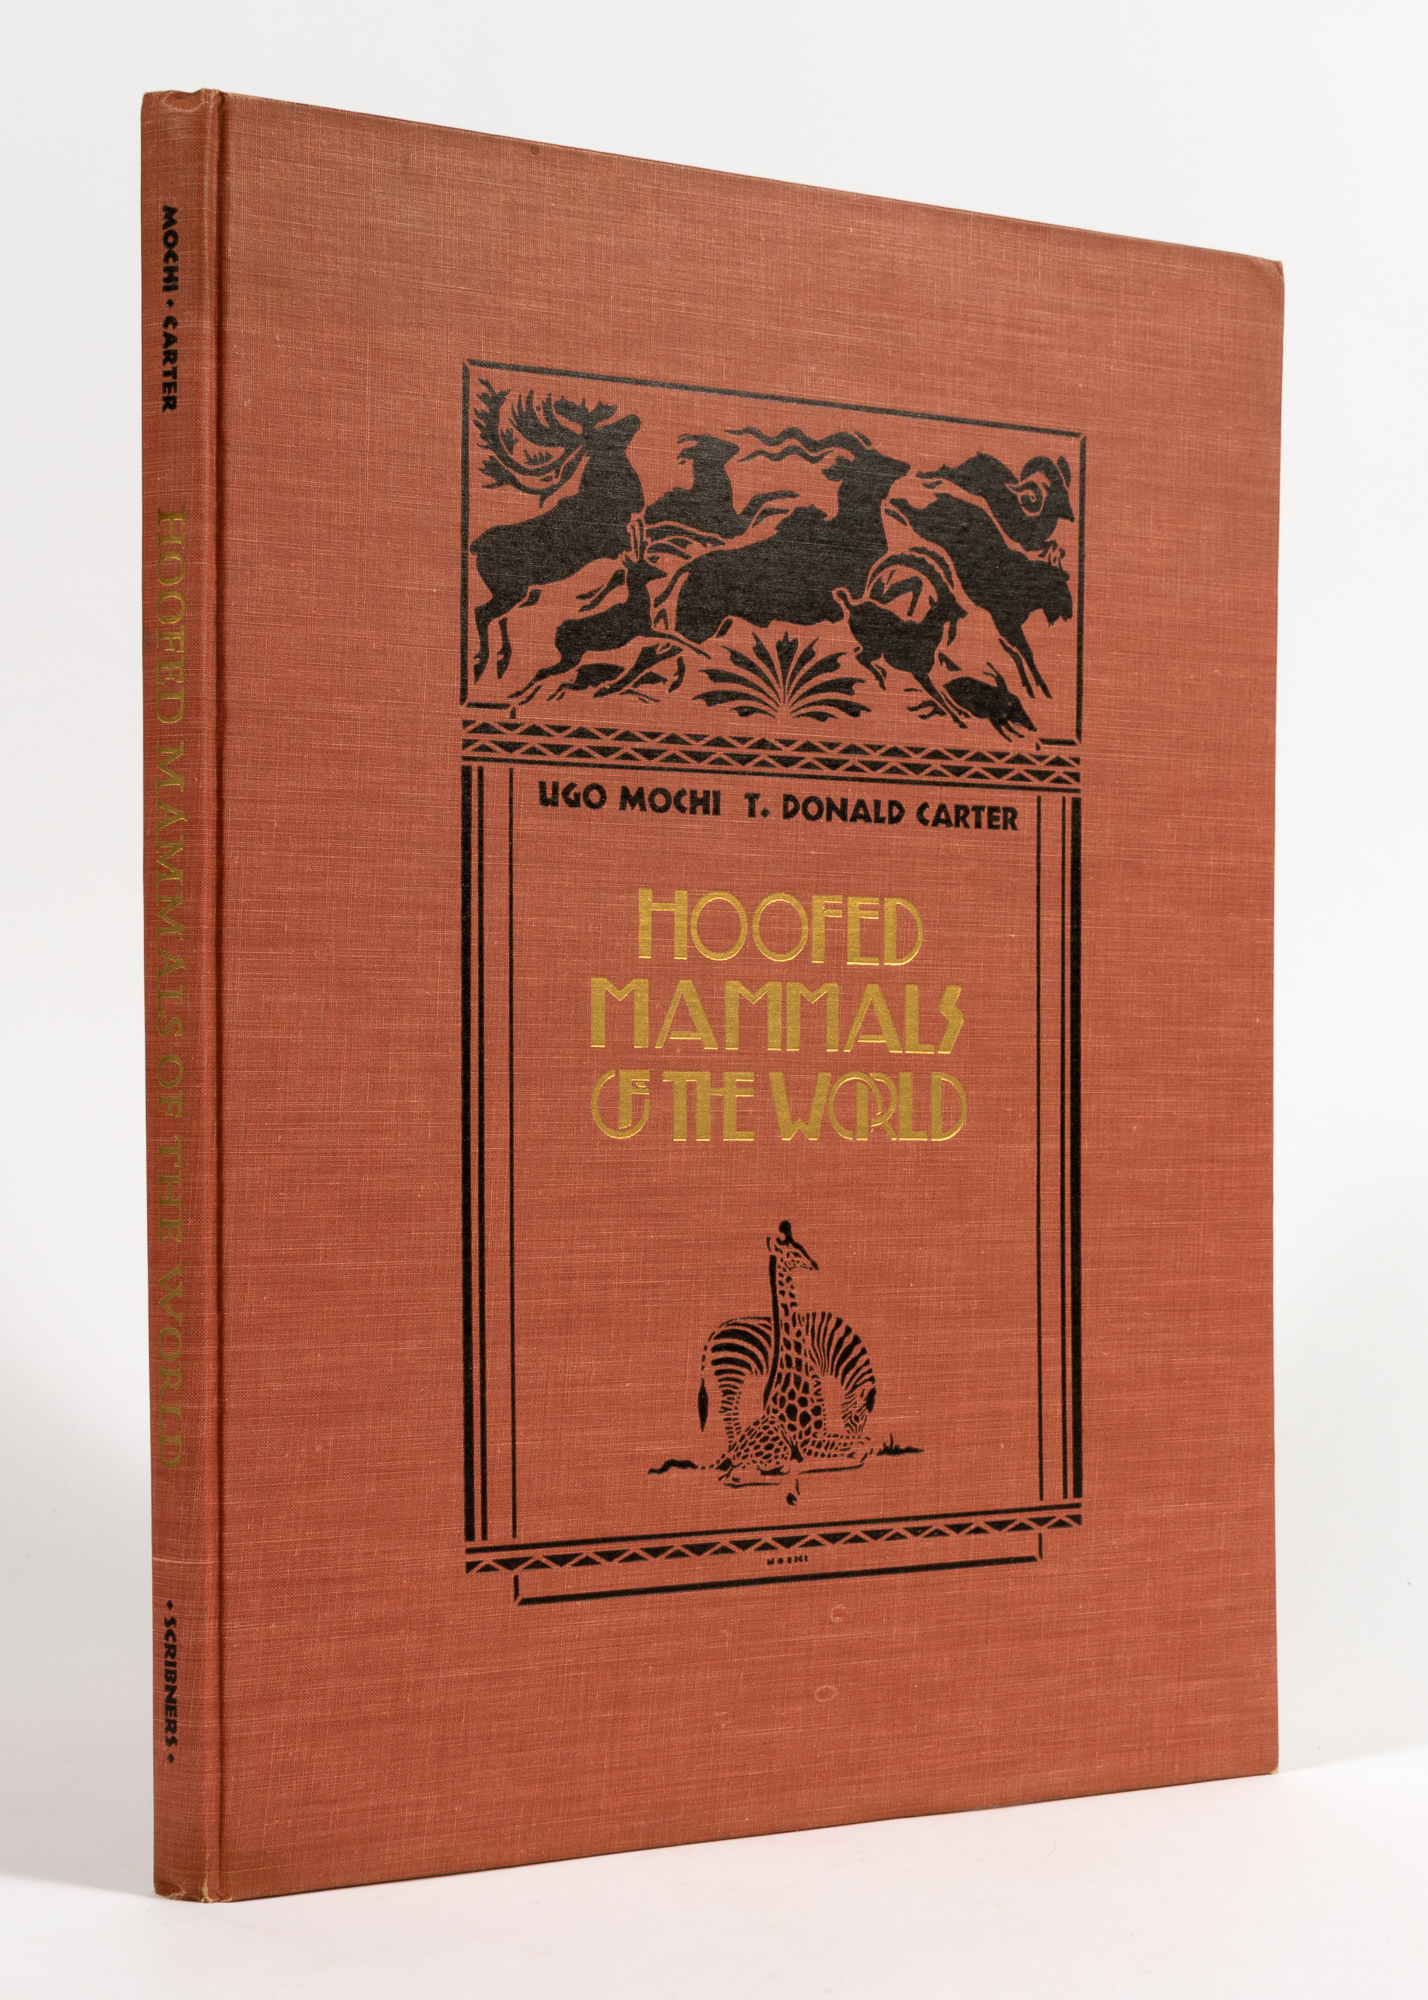 MOCHI • CARTER
HOOFED MAMMALS OF THE WORLD
• SCRIBNERS •
UGO MOCHI T. DONALD CARTER
HOOFED
MAMMALS
OF THE WORLD
MOCHI